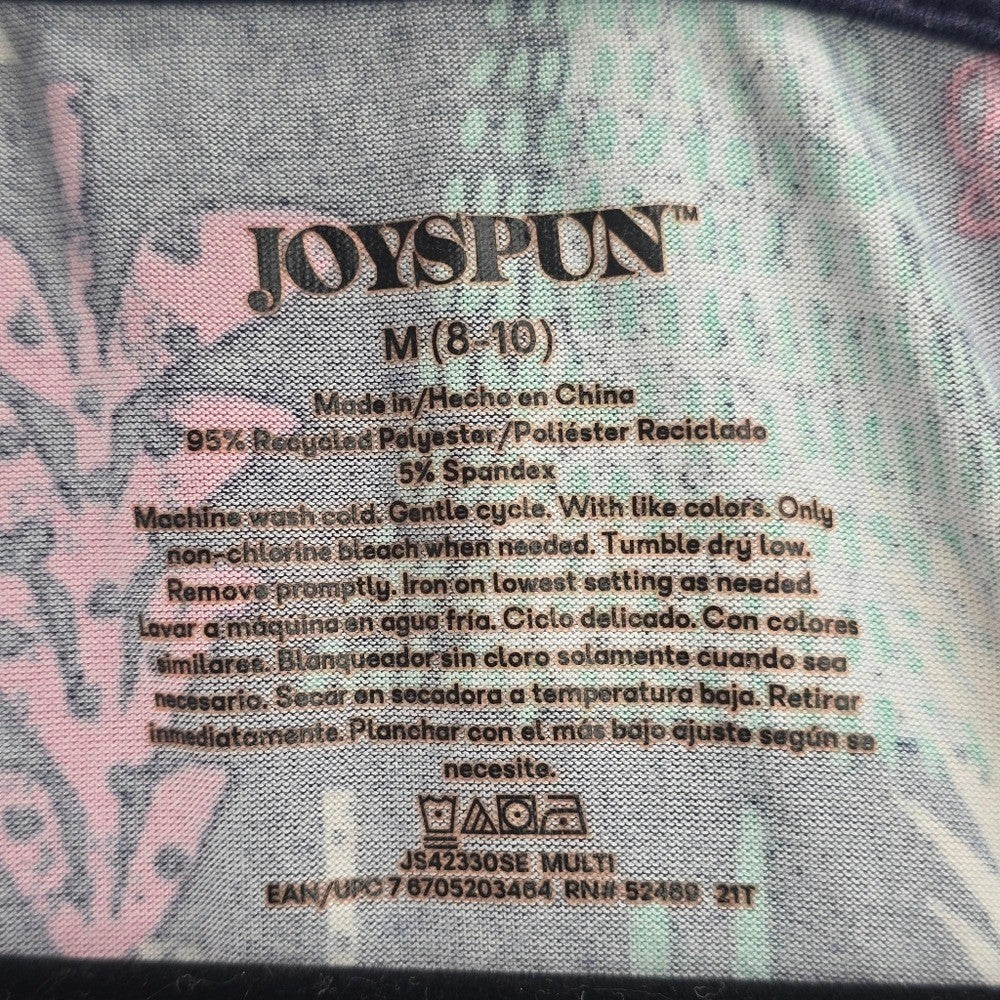 JOYSPUN™
M (8-10)
Made in/Hecho en China
95% Recycled Polyester/Poliéster Reciclado
5% Spandex
Machine wash cold. Gentle cycle. With like colors. Only
non-chlorine bleach when needed. Tumble dry low.
Remove promptly. Iron on lowest setting as needed.
Lavar a máquina en agua fría. Ciclo delicado. Con colores
similares. Blanqueador sin cloro solamente cuando sea
necesario. Secar en secadora a temperatura baja. Retirar
inmediatamente. Planchar con el más bajo ajuste según se
necesite.
JS42330SE MULTI
EAN/UPC 7 6705203464 RN# 52469 21T